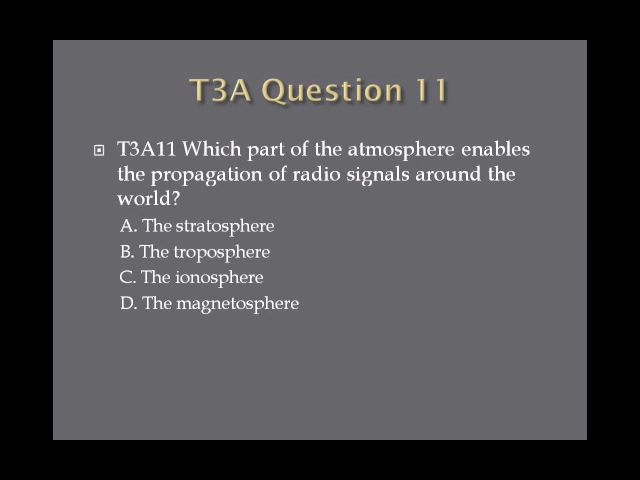 T3A Question 11
T3A11 Which part of the atmosphere enables
the propagation of radio signals around the
world?
A. The stratosphere
B. The troposphere
C. The ionosphere
D. The magnetosphere